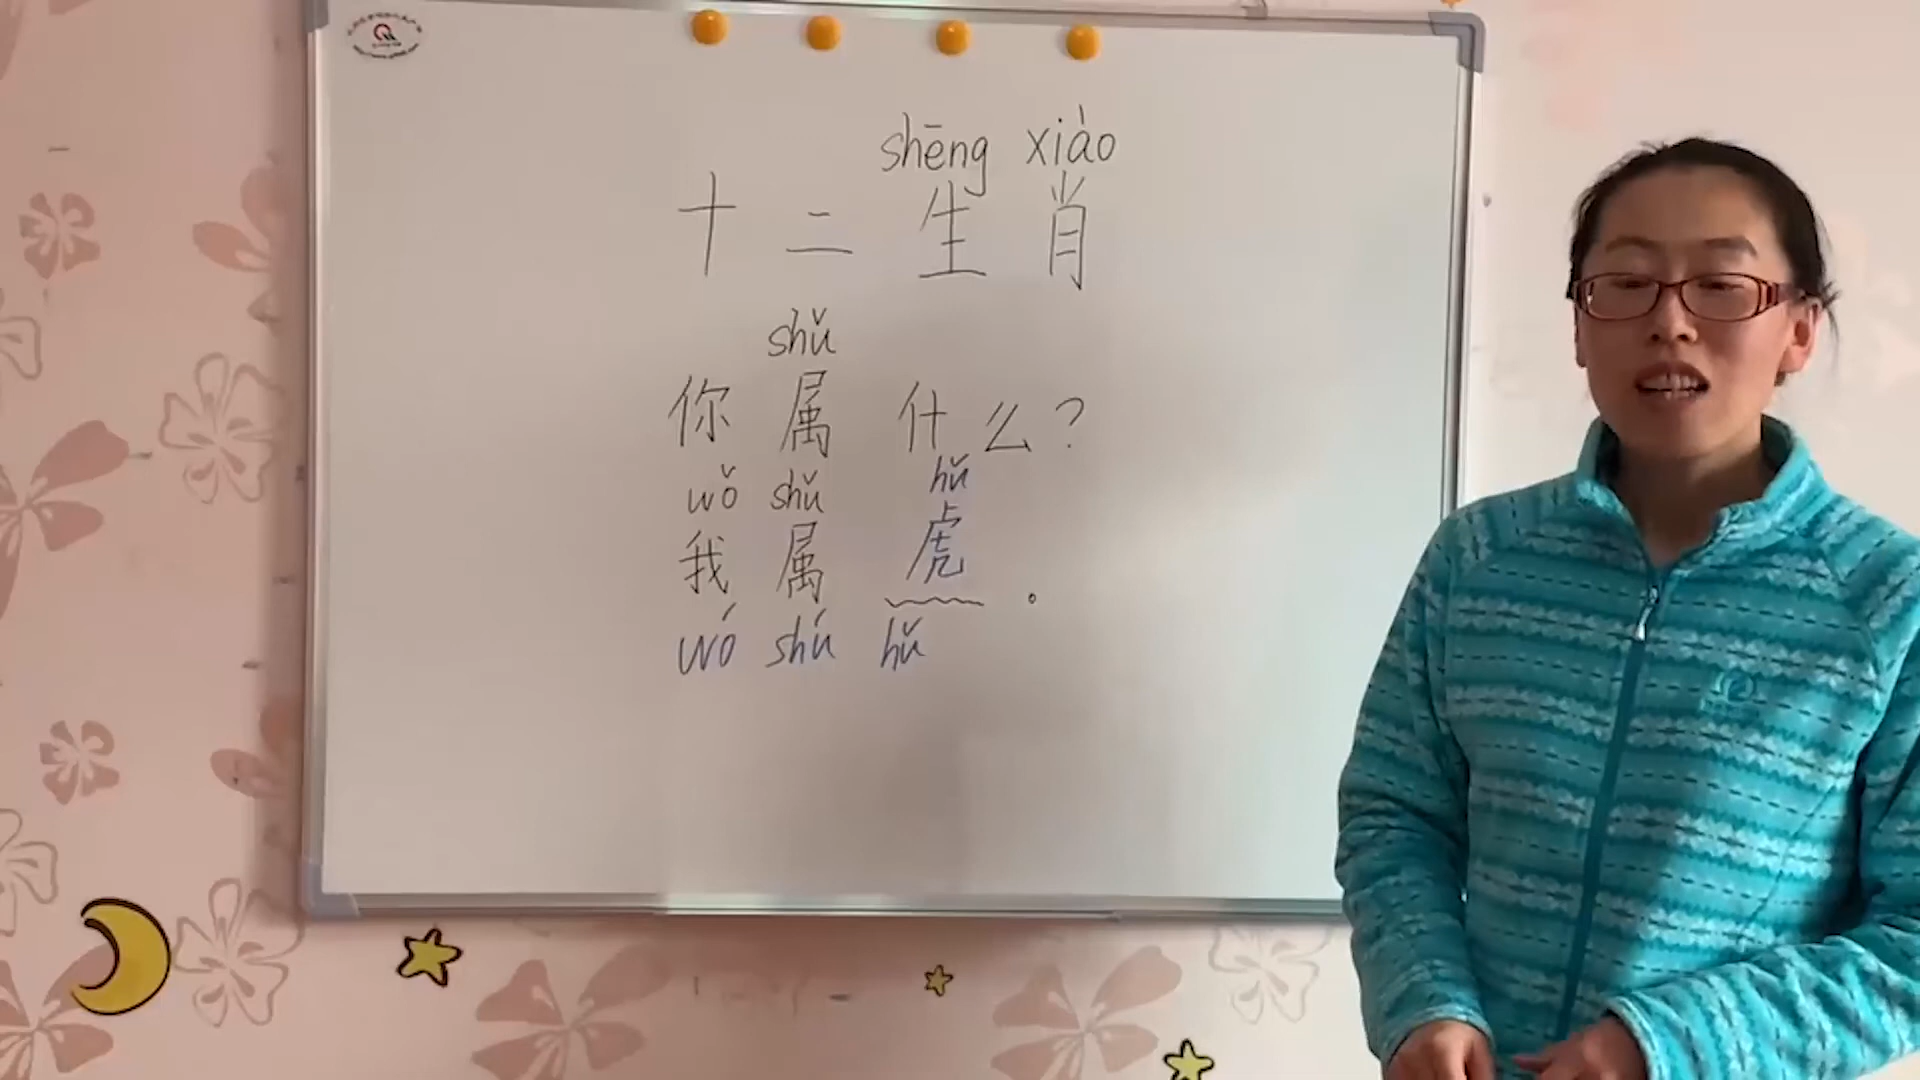 shēng xiào
十二生肖
shǔ
你属什么?
wǒ shǔ hǔ
我属虎。
wó shú hǔ